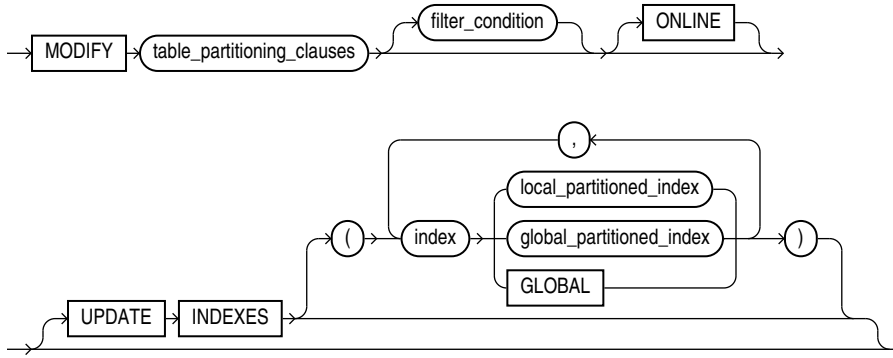 filter_condition ONLINE
MODIFY table_partitioning_clauses
,
local_partitioned_index
( index global_partitioned_index )
GLOBAL
UPDATE INDEXES